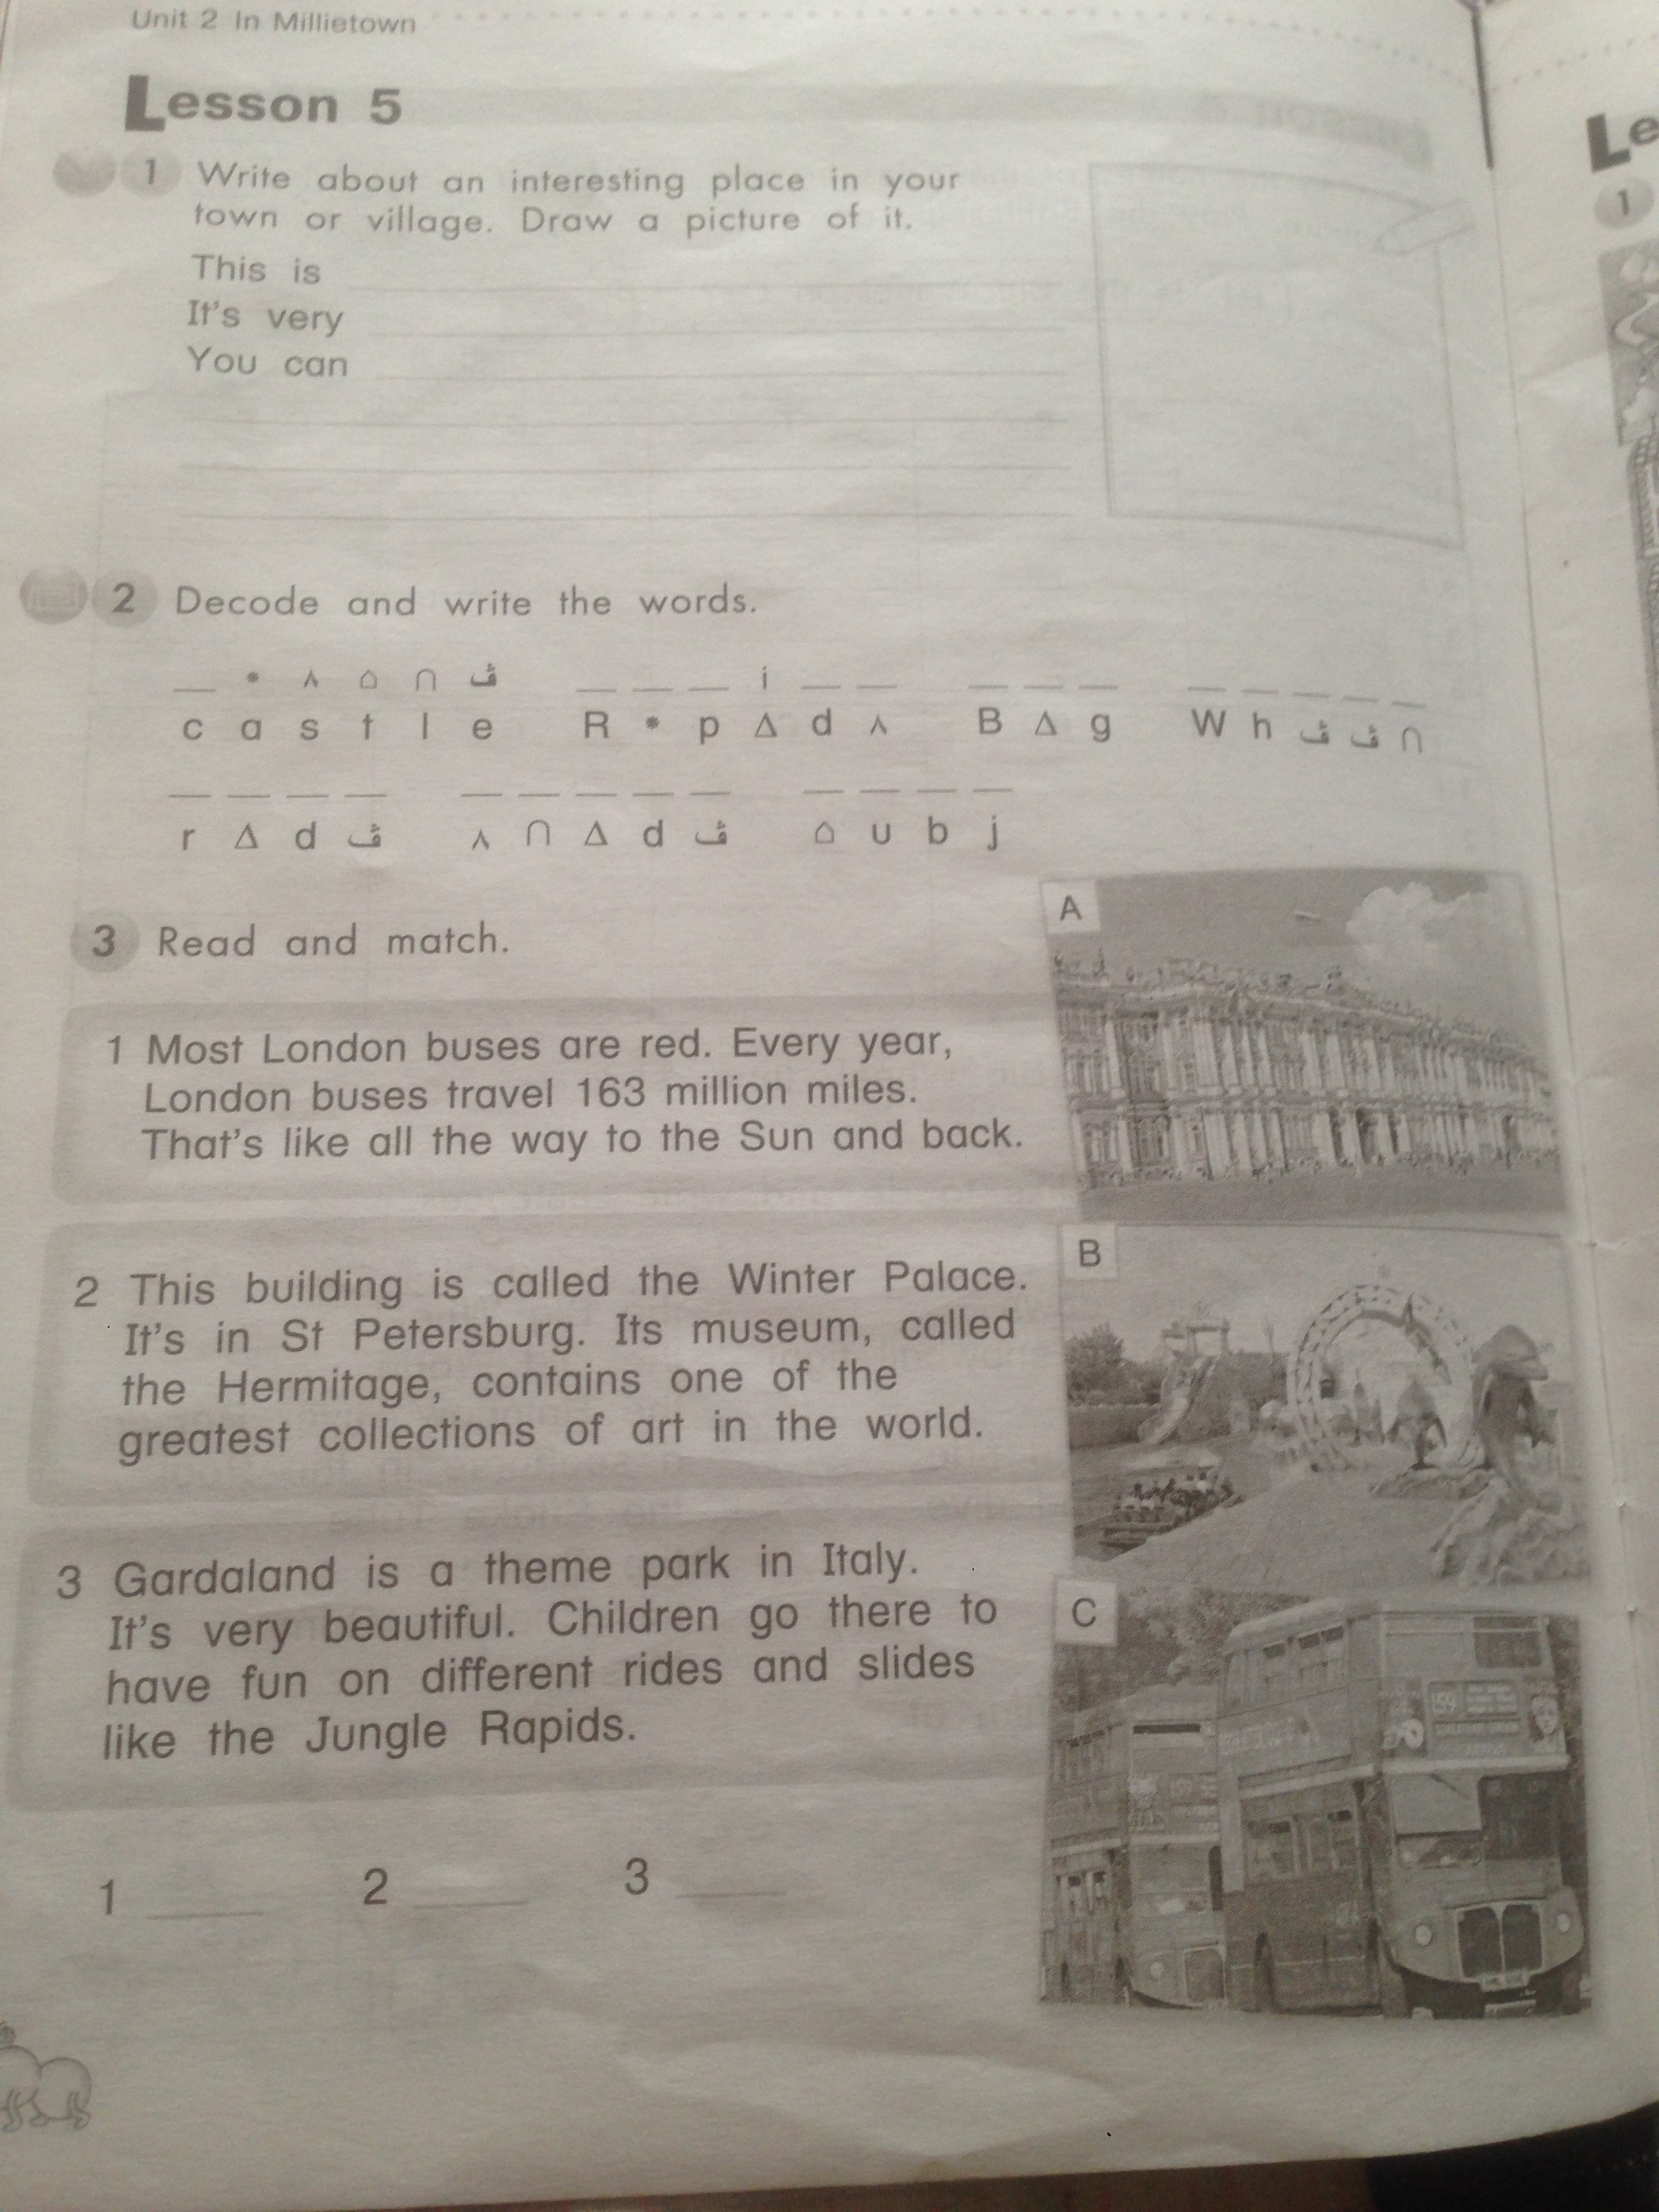 Unit 2 In Millietown
Lesson 5
1 Write about an interesting place in your
town or village. Draw a picture of it.
This is
It's very
You can
2 Decode and write the words.
_ * ʌ ⌂ ∩ ڤ _ _ _ i _ _ _ _ _ _ _ _ _ _
c a s t l e R * p Δ d ʌ B Δ g W h ڤ ڤ ∩
_ _ _ _ _ _ _ _ _ _ _ _ _
r Δ d ڤ ʌ ∩ Δ d ڤ ⌂ u b j
3 Read and match.
A
1 Most London buses are red. Every year,
London buses travel 163 million miles.
That's like all the way to the Sun and back.
B
2 This building is called the Winter Palace.
It's in St Petersburg. Its museum, called
the Hermitage, contains one of the
greatest collections of art in the world.
C
3 Gardaland is a theme park in Italy.
It's very beautiful. Children go there to
have fun on different rides and slides
like the Jungle Rapids.
159
1 ____ 2 ____ 3 ____
Le
1